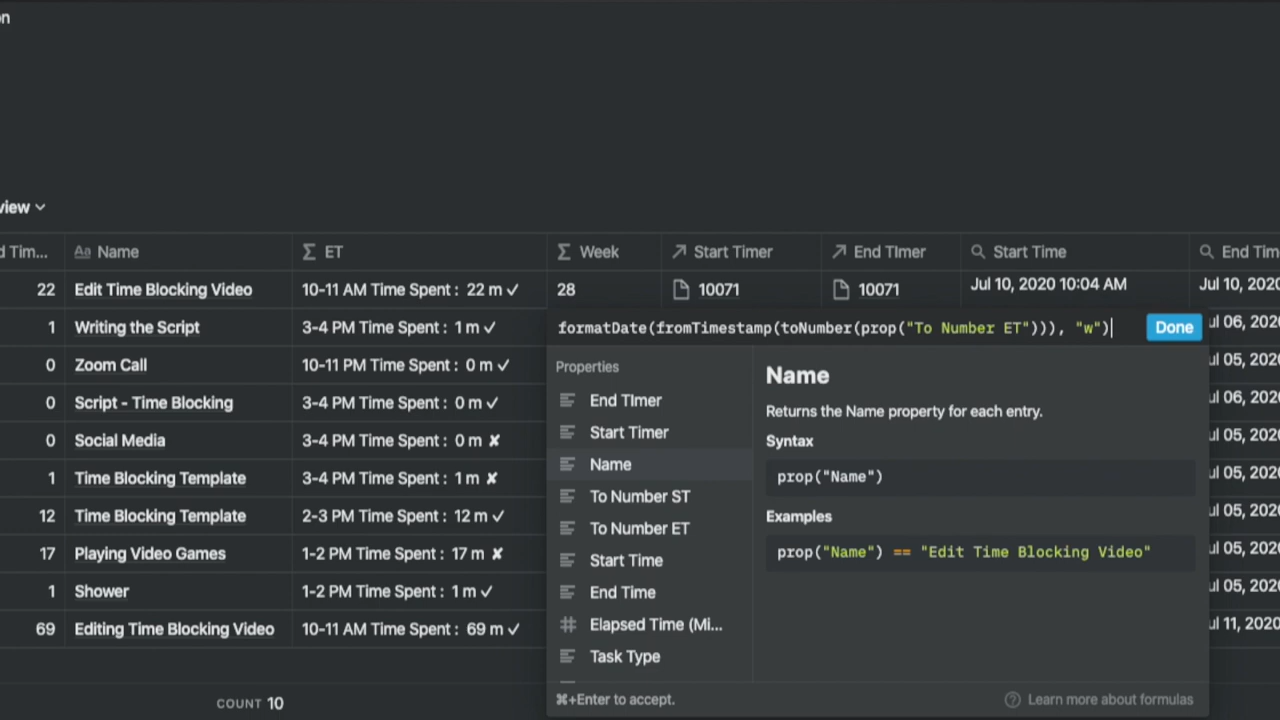 on
view
d Tim... Aa Name Σ ET Σ Week Start Timer End TImer Start Time End Tim
22 Edit Time Blocking Video 10-11 AM Time Spent : 22 m ✓ 28 10071 10071 Jul 10, 2020 10:04 AM Jul 10, 2020
1 Writing the Script 3-4 PM Time Spent : 1 m ✓ formatDate(fromTimestamp(toNumber(prop("To Number ET"))), "w") Done ul 06, 202
0 Zoom Call 10-11 PM Time Spent : 0 m ✓ ul 05, 202
0 Script - Time Blocking 3-4 PM Time Spent : 0 m ✓ ul 06, 202
0 Social Media 3-4 PM Time Spent : 0 m ✘ ul 05, 202
1 Time Blocking Template 3-4 PM Time Spent : 1 m ✘ ul 05, 202
12 Time Blocking Template 2-3 PM Time Spent : 12 m ✓ ul 05, 202
17 Playing Video Games 1-2 PM Time Spent : 17 m ✘ ul 05, 202
1 Shower 1-2 PM Time Spent : 1 m ✓ ul 05, 202
69 Editing Time Blocking Video 10-11 AM Time Spent : 69 m ✓ ul 11, 2020
COUNT 10
Properties
End TImer
Start Timer
Name
To Number ST
To Number ET
Start Time
End Time
Elapsed Time (Mi...
Task Type
Name
Returns the Name property for each entry.
Syntax
prop("Name")
Examples
prop("Name") == "Edit Time Blocking Video"
⌘+Enter to accept.
Learn more about formulas